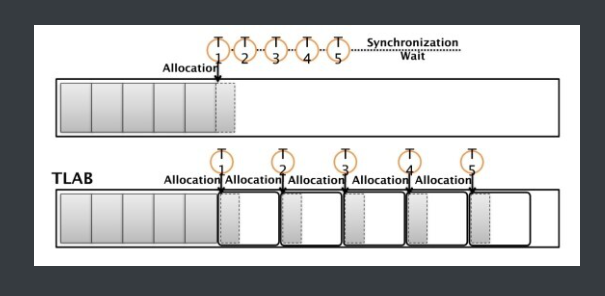 T T T T T Synchronization
1 2 3 4 5 Wait
Allocation
T T T T T
1 2 3 4 5
TLAB Allocation Allocation Allocation Allocation Allocation